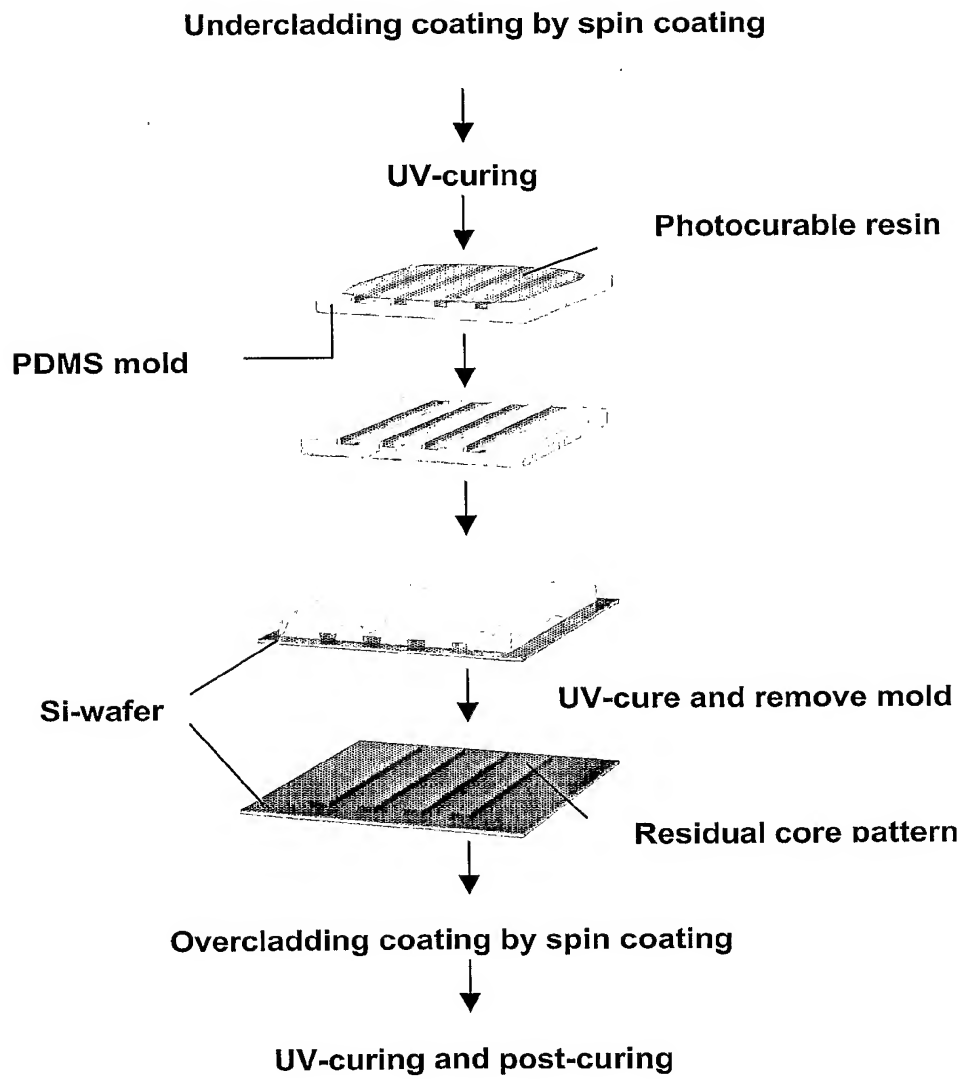 Undercladding coating by spin coating
UV-curing
Photocurable resin
PDMS mold
UV-cure and remove mold
Si-wafer
Residual core pattern
Overcladding coating by spin coating
UV-curing and post-curing